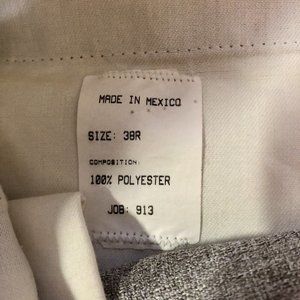 MADE IN MEXICO
SIZE: 38R
COMPOSITION:
100% POLYESTER
JOB: 913